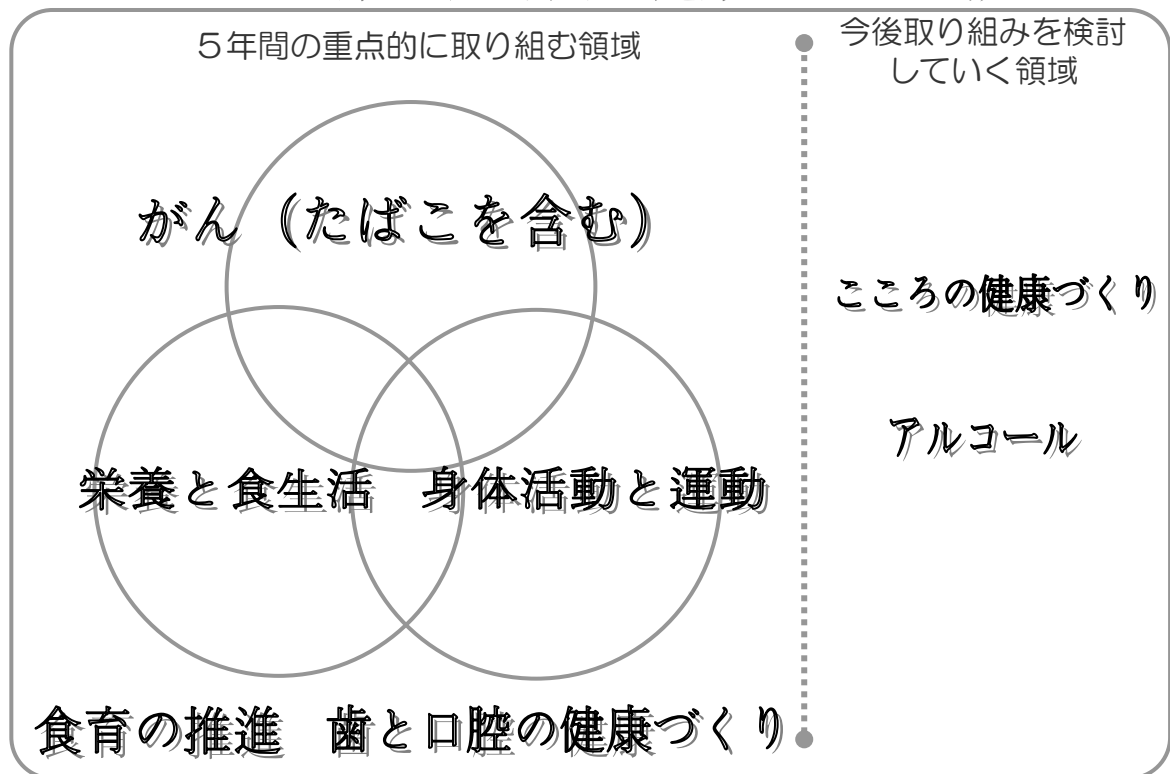 5年間の重点的に取り組む領域
今後取り組みを検討
していく領域
がん（たばこを含む）
栄養と食生活　身体活動と運動
食育の推進　歯と口腔の健康づくり
こころの健康づくり
アルコール